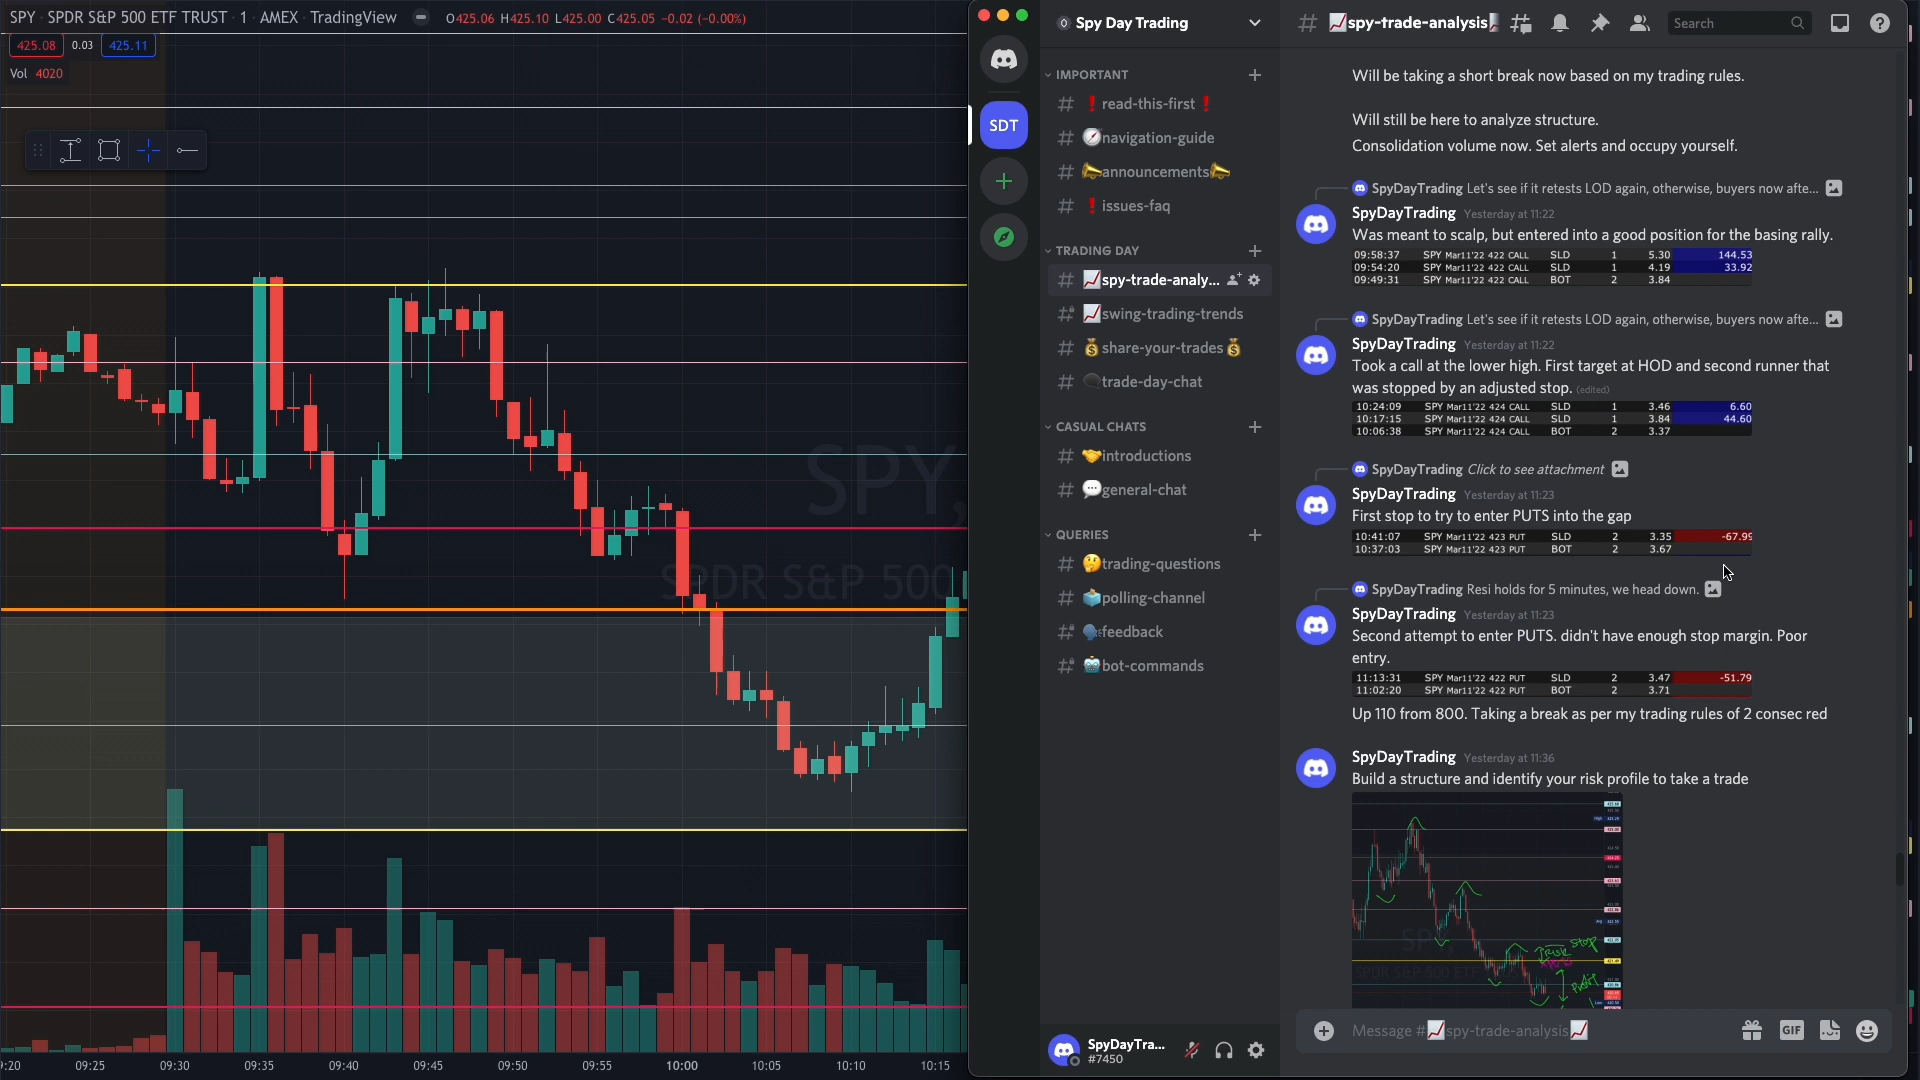 SPY · SPDR S&P 500 ETF TRUST · 1 · AMEX · TradingView O425.06 H425.10 L425.00 C425.05 -0.02 (-0.00%)
425.08 0.03 425.11
Vol 4020
SPY,
SPDR S&P 500
:20 09:25 09:30 09:35 09:40 09:45 09:50 09:55 10:00 10:05 10:10 10:15
SDT
Spy Day Trading
IMPORTANT
read-this-first
navigation-guide
announcements
issues-faq
TRADING DAY
spy-trade-analy...
swing-trading-trends
share-your-trades
trade-day-chat
CASUAL CHATS
introductions
general-chat
QUERIES
trading-questions
polling-channel
feedback
bot-commands
SpyDayTra...
#7450
spy-trade-analysis
Search
Will be taking a short break now based on my trading rules.
Will still be here to analyze structure.
Consolidation volume now. Set alerts and occupy yourself.
SpyDayTrading Let's see if it retests LOD again, otherwise, buyers now afte...
SpyDayTrading Yesterday at 11:22
Was meant to scalp, but entered into a good position for the basing rally.
09:58:37 SPY Mar11'22 422 CALL SLD 1 5.30 144.53
09:54:20 SPY Mar11'22 422 CALL SLD 1 4.19 33.92
09:49:31 SPY Mar11'22 422 CALL BOT 2 3.84
SpyDayTrading Let's see if it retests LOD again, otherwise, buyers now afte...
SpyDayTrading Yesterday at 11:22
Took a call at the lower high. First target at HOD and second runner that
was stopped by an adjusted stop. (edited)
10:24:09 SPY Mar11'22 424 CALL SLD 1 3.46 6.60
10:17:15 SPY Mar11'22 424 CALL SLD 1 3.84 44.60
10:06:38 SPY Mar11'22 424 CALL BOT 2 3.37
SpyDayTrading Click to see attachment
SpyDayTrading Yesterday at 11:23
First stop to try to enter PUTS into the gap
10:41:07 SPY Mar11'22 423 PUT SLD 2 3.35 -67.99
10:37:03 SPY Mar11'22 423 PUT BOT 2 3.67
SpyDayTrading Resi holds for 5 minutes, we head down.
SpyDayTrading Yesterday at 11:23
Second attempt to enter PUTS. didn't have enough stop margin. Poor
entry.
11:13:31 SPY Mar11'22 422 PUT SLD 2 3.47 -51.79
11:02:20 SPY Mar11'22 422 PUT BOT 2 3.71
Up 110 from 800. Taking a break as per my trading rules of 2 consec red
SpyDayTrading Yesterday at 11:36
Build a structure and identify your risk profile to take a trade
SPY,
SPDR S&P 500 ETF
Risk Stop
Profit
Message #spy-trade-analysis
GIF